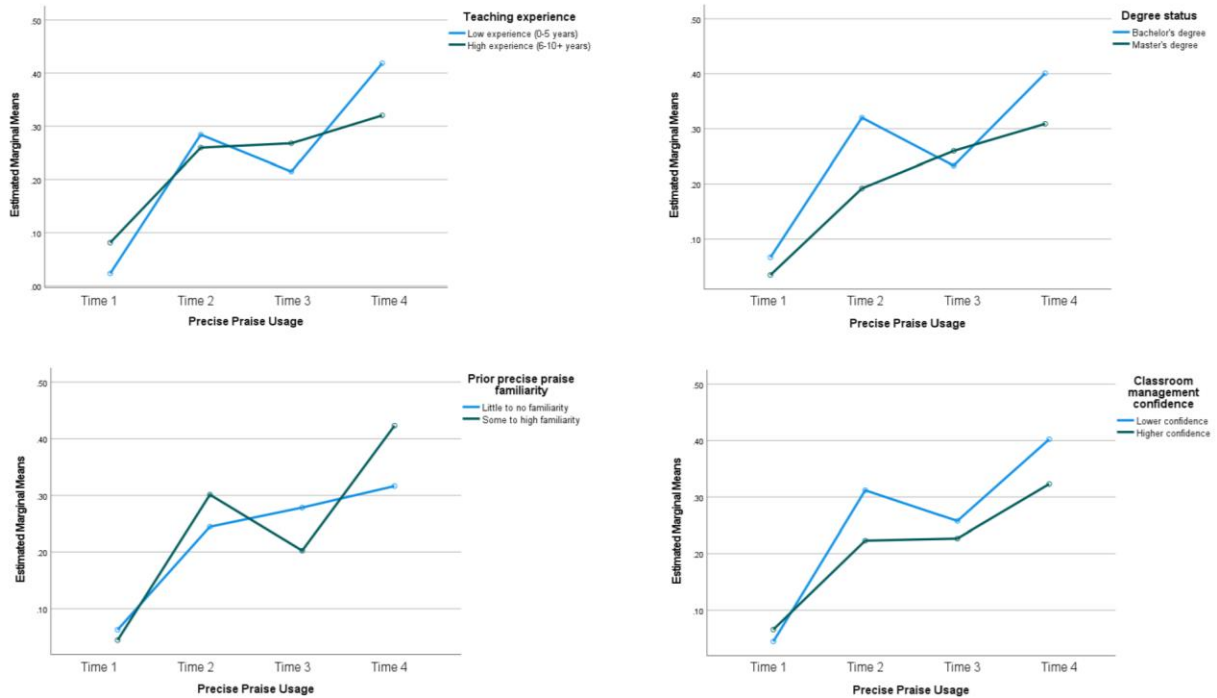 Teaching experience
Low experience (0-5 years)
High experience (6-10+ years)
Estimated Marginal Means
.50
.40
.30
.20
.10
.00
Time 1 Time 2 Time 3 Time 4
Precise Praise Usage
Degree status
Bachelor's degree
Master's degree
Estimated Marginal Means
.50
.40
.30
.20
.10
Time 1 Time 2 Time 3 Time 4
Precise Praise Usage
Prior precise praise
familiarity
Little to no familiarity
Some to high familiarity
Estimated Marginal Means
.50
.40
.30
.20
.10
Time 1 Time 2 Time 3 Time 4
Precise Praise Usage
Classroom
management
confidence
Lower confidence
Higher confidence
Estimated Marginal Means
.50
.40
.30
.20
.10
Time 1 Time 2 Time 3 Time 4
Precise Praise Usage